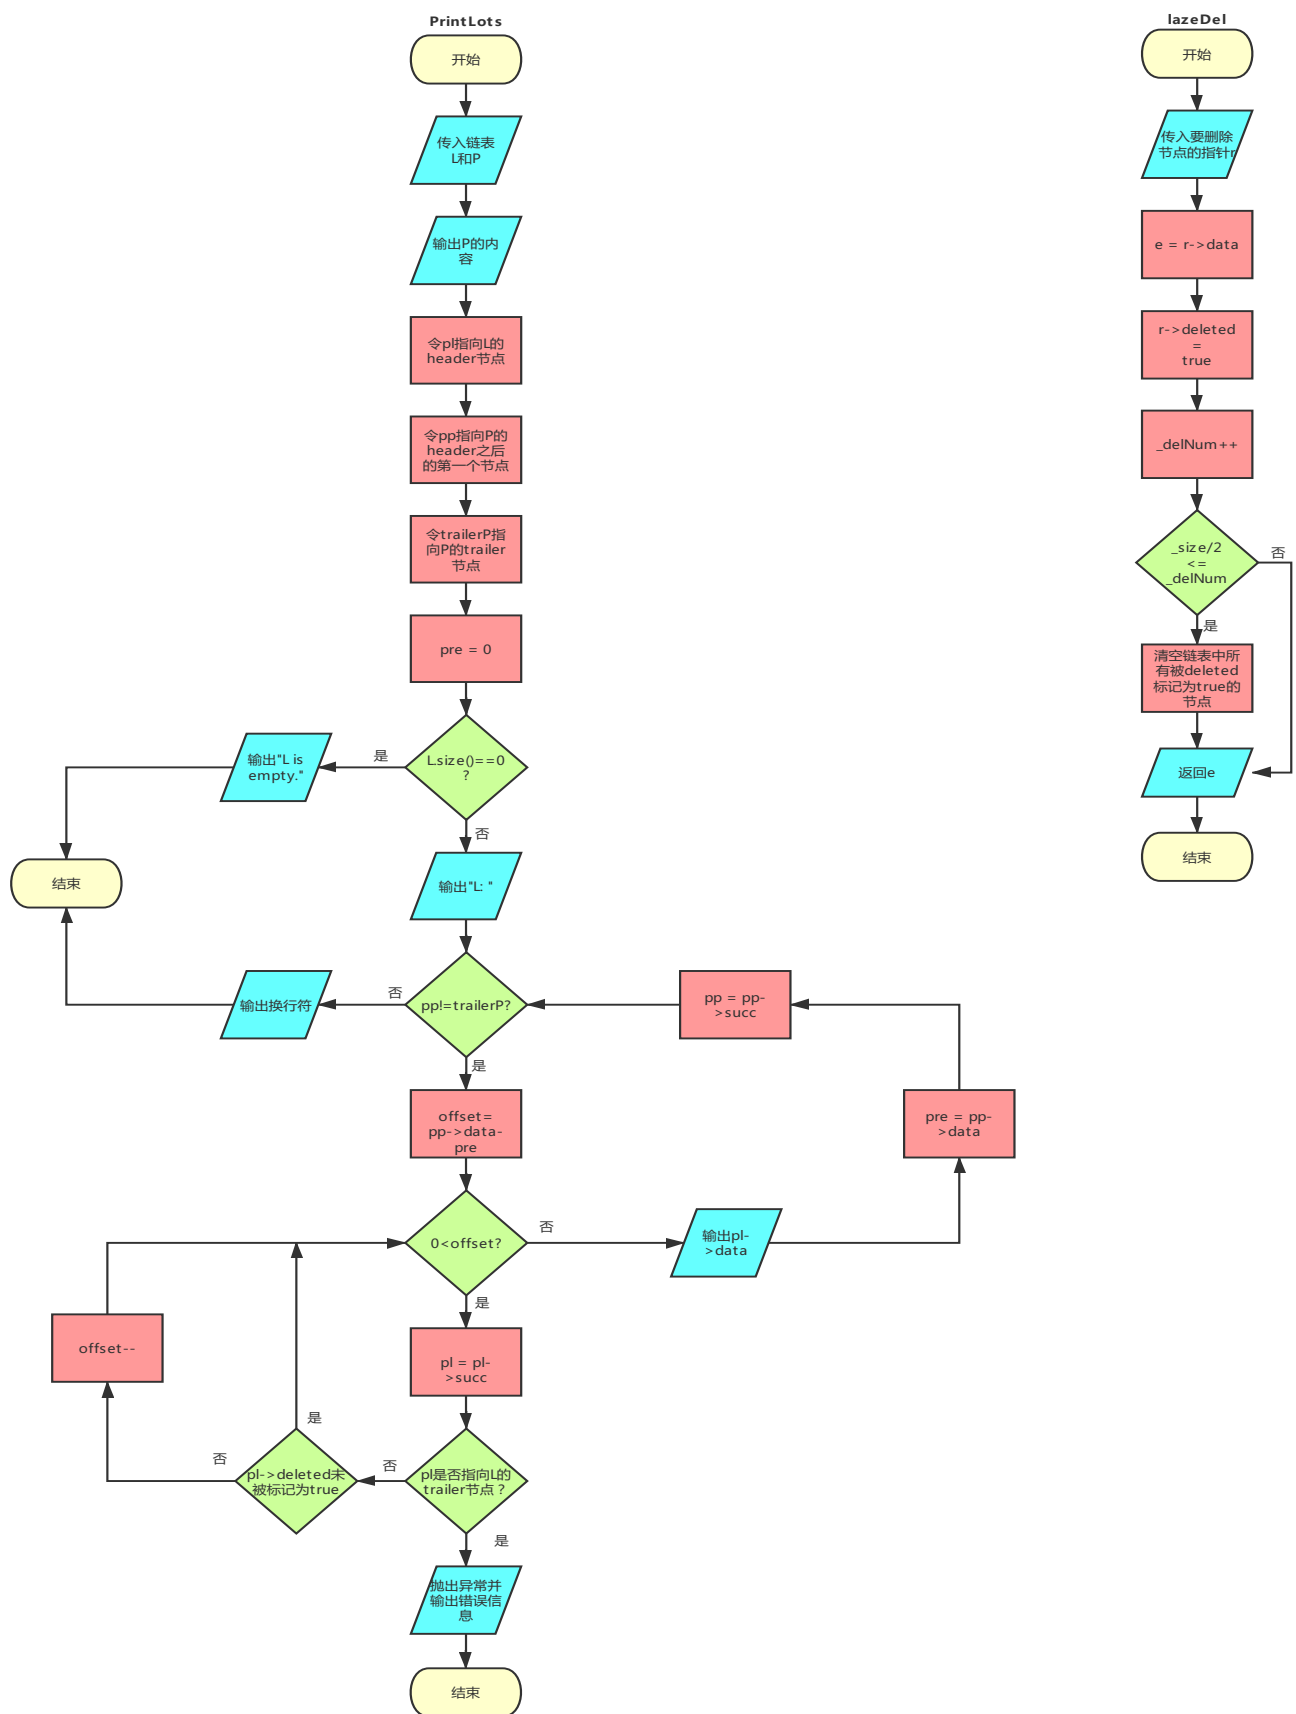 PrintLots
开始
传入链表
L和P
输出P的内
容
令pl指向L的
header节点
令pp指向P的
header之后
的第一个节点
令trailerP指
向P的trailer
节点
pre = 0
L.size()==0
?
是
输出"L is
empty."
否
结束
输出"L: "
pp!=trailerP?
否
输出换行符
是
pp = pp-
>succ
offset=
pp->data-
pre
pre = pp-
>data
0<offset?
否
输出pl-
>data
是
offset--
pl = pl-
>succ
是
否
pl->deleted未
被标记为true
否
pl是否指向L的
trailer节点？
是
抛出异常并
输出错误信
息
结束
lazeDel
开始
传入要删除
节点的指针r
e = r->data
r->deleted
=
true
_delNum++
_size/2
<=
_delNum
否
是
清空链表中所
有被deleted
标记为true的
节点
返回e
结束